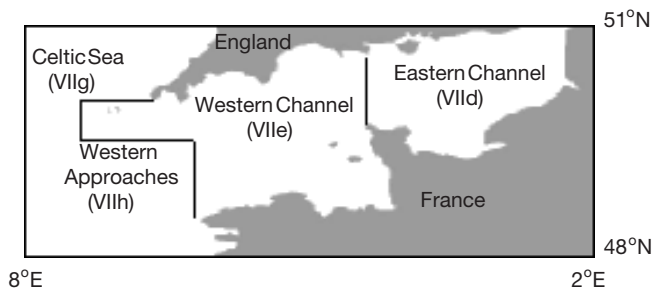 51°N
England
Celtic Sea
(VIIg)
Eastern Channel
(VIId)
Western Channel
(VIIe)
Western
Approaches
(VIIh)
France
48°N
8°E
2°E